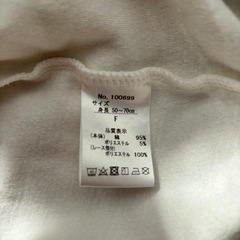 No. 100699
サイズ
身長 50~70cm
F
品質表示
(本体) 綿 95%
ポリエステル 5%
(レース部分)
ポリエステル 100%